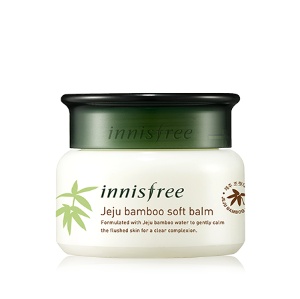 innisfree
innisfree
Jeju bamboo soft balm
Formulated with Jeju bamboo water to gently calm
the flushed skin for a clear complexion.